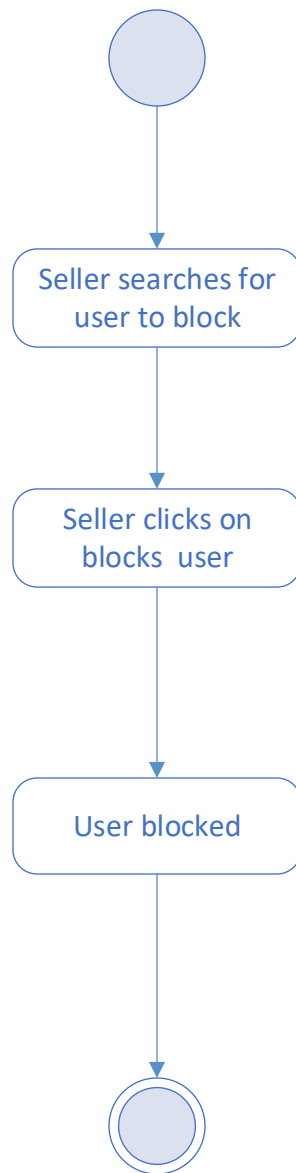 Seller searches for
user to block
Seller clicks on
blocks  user
User blocked